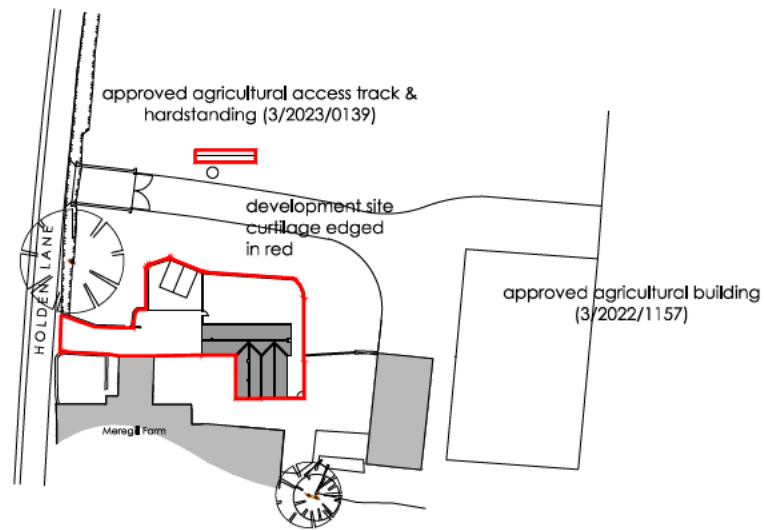 approved agricultural access track &
hardstanding (3/2023/0139)
development site
curtilage edged
in red
HOLDEN LANE
approved agricultural building
(3/2022/1157)
Meregill Farm